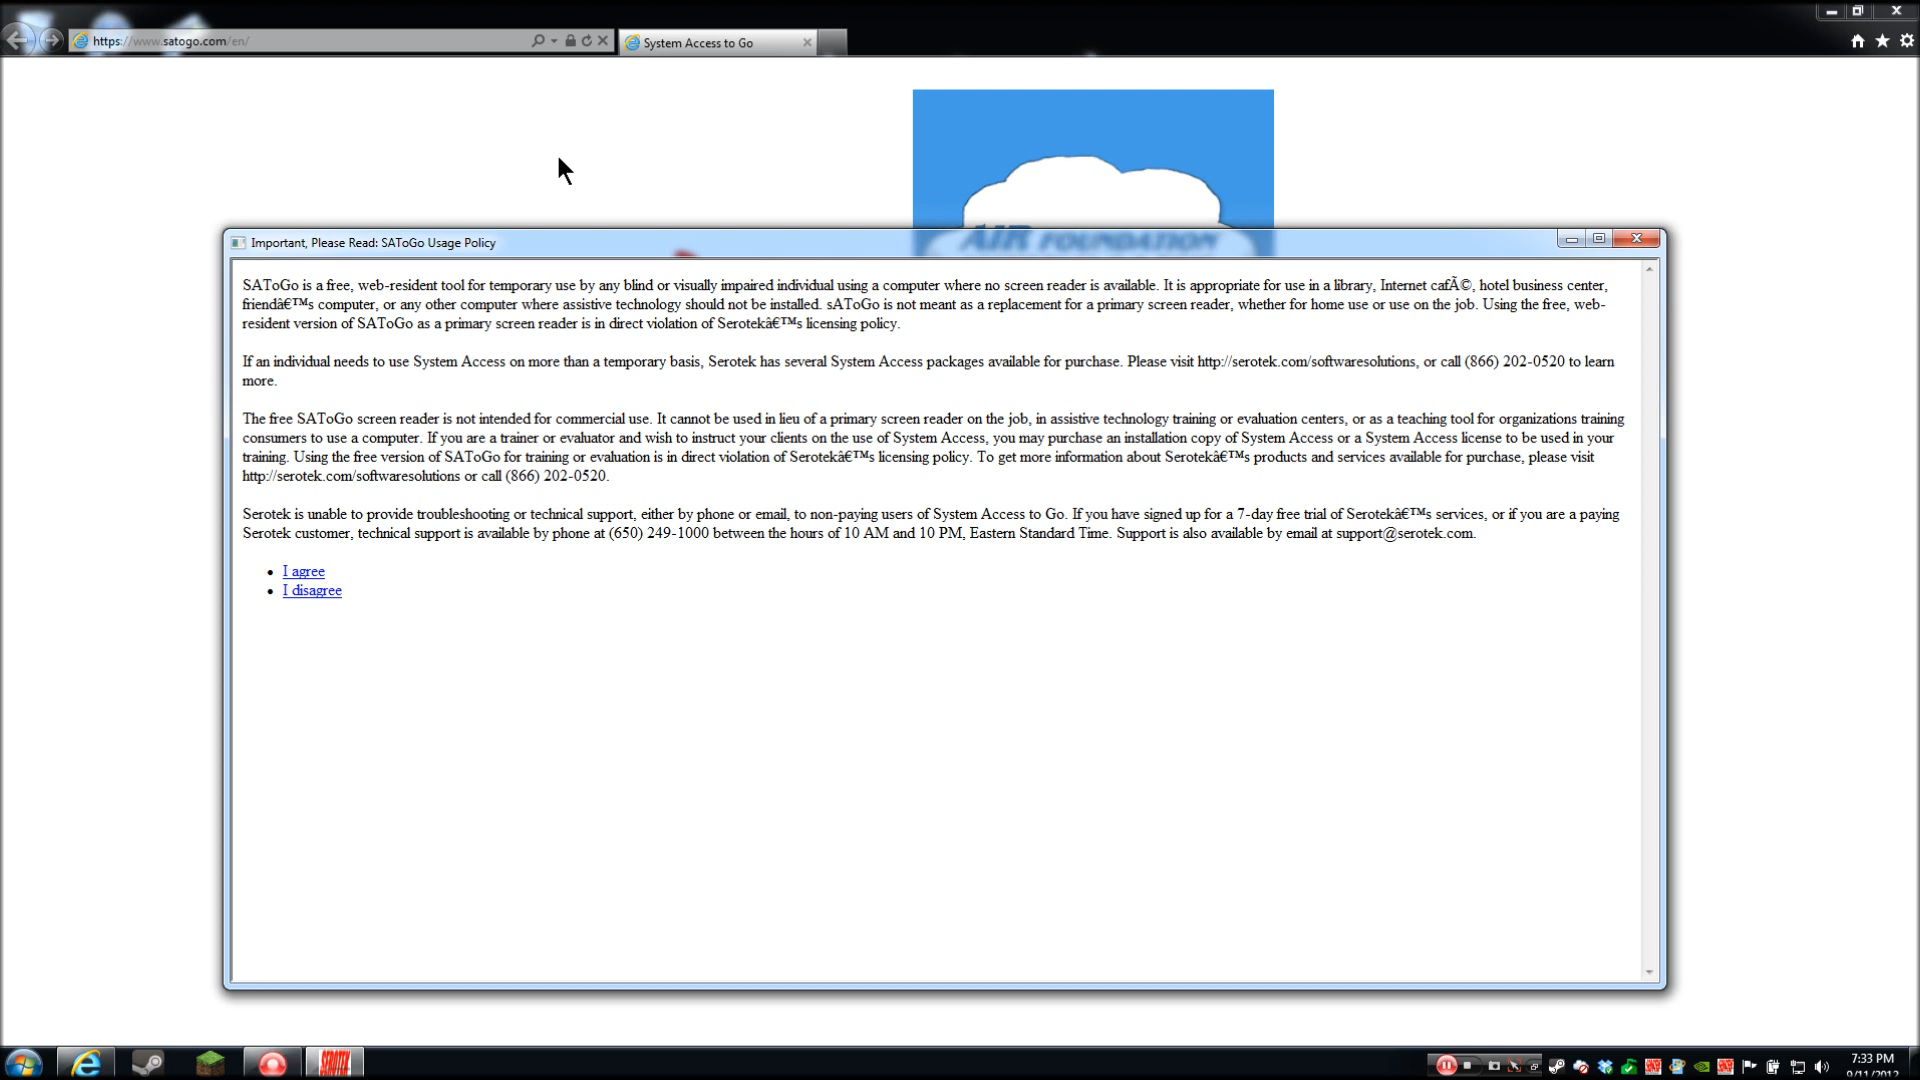 https://www.satogo.com/en/
System Access to Go
AIR FOUNDATION
Important, Please Read: SAToGo Usage Policy
SAToGo is a free, web-resident tool for temporary use by any blind or visually impaired individual using a computer where no screen reader is available. It is appropriate for use in a library, Internet cafÃ©, hotel business center,
friendâ€™s computer, or any other computer where assistive technology should not be installed. sAToGo is not meant as a replacement for a primary screen reader, whether for home use or use on the job. Using the free, web-
resident version of SAToGo as a primary screen reader is in direct violation of Serotekâ€™s licensing policy.
If an individual needs to use System Access on more than a temporary basis, Serotek has several System Access packages available for purchase. Please visit http://serotek.com/softwaresolutions, or call (866) 202-0520 to learn
more.
The free SAToGo screen reader is not intended for commercial use. It cannot be used in lieu of a primary screen reader on the job, in assistive technology training or evaluation centers, or as a teaching tool for organizations training
consumers to use a computer. If you are a trainer or evaluator and wish to instruct your clients on the use of System Access, you may purchase an installation copy of System Access or a System Access license to be used in your
training. Using the free version of SAToGo for training or evaluation is in direct violation of Serotekâ€™s licensing policy. To get more information about Serotekâ€™s products and services available for purchase, please visit
http://serotek.com/softwaresolutions or call (866) 202-0520.
Serotek is unable to provide troubleshooting or technical support, either by phone or email, to non-paying users of System Access to Go. If you have signed up for a 7-day free trial of Serotekâ€™s services, or if you are a paying
Serotek customer, technical support is available by phone at (650) 249-1000 between the hours of 10 AM and 10 PM, Eastern Standard Time. Support is also available by email at support@serotek.com.
I agree
I disagree
SEROTEK
7:33 PM
9/11/2012